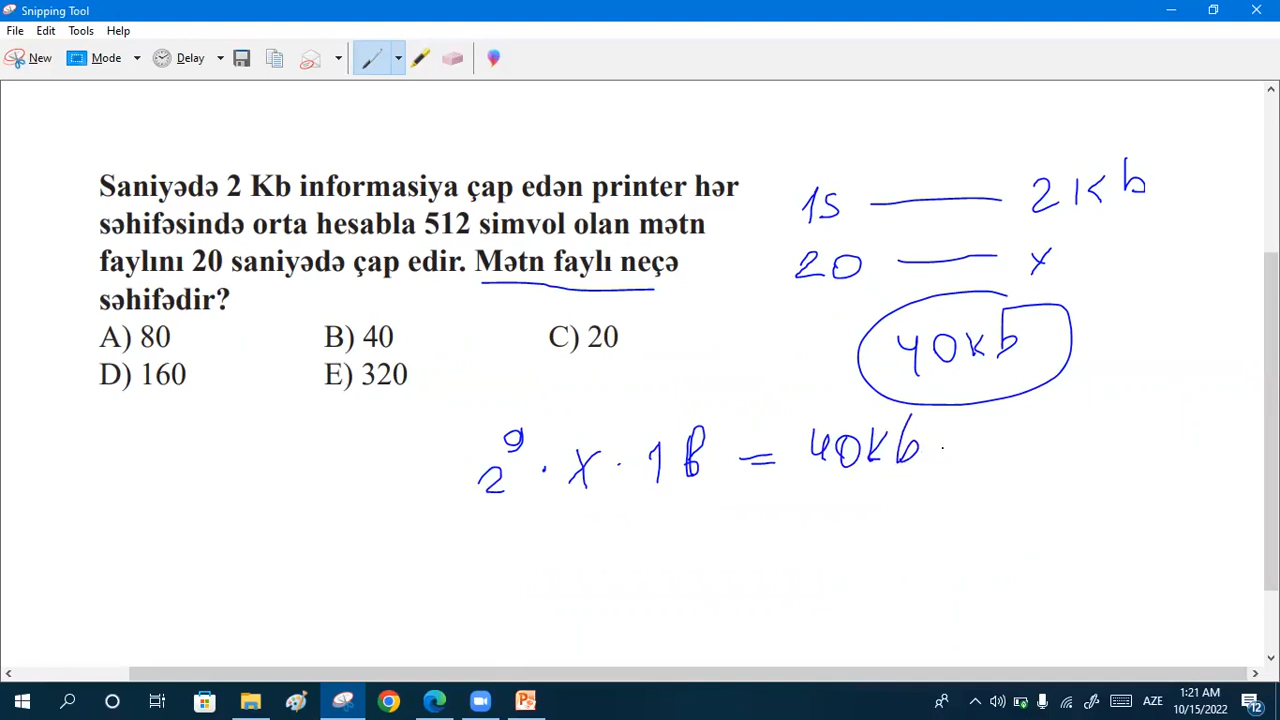 Snipping Tool
File Edit Tools Help
New Mode Delay
Saniyədə 2 Kb informasiya çap edən printer hər
səhifəsində orta hesabla 512 simvol olan mətn
faylını 20 saniyədə çap edir. Mətn faylı neçə
səhifədir?
A) 80 B) 40 C) 20
D) 160 E) 320
1s — 2Kb
20 — x
40kb
2⁹ · x · 1b = 40kb ·
AZE
1:21 AM
10/15/2022
12